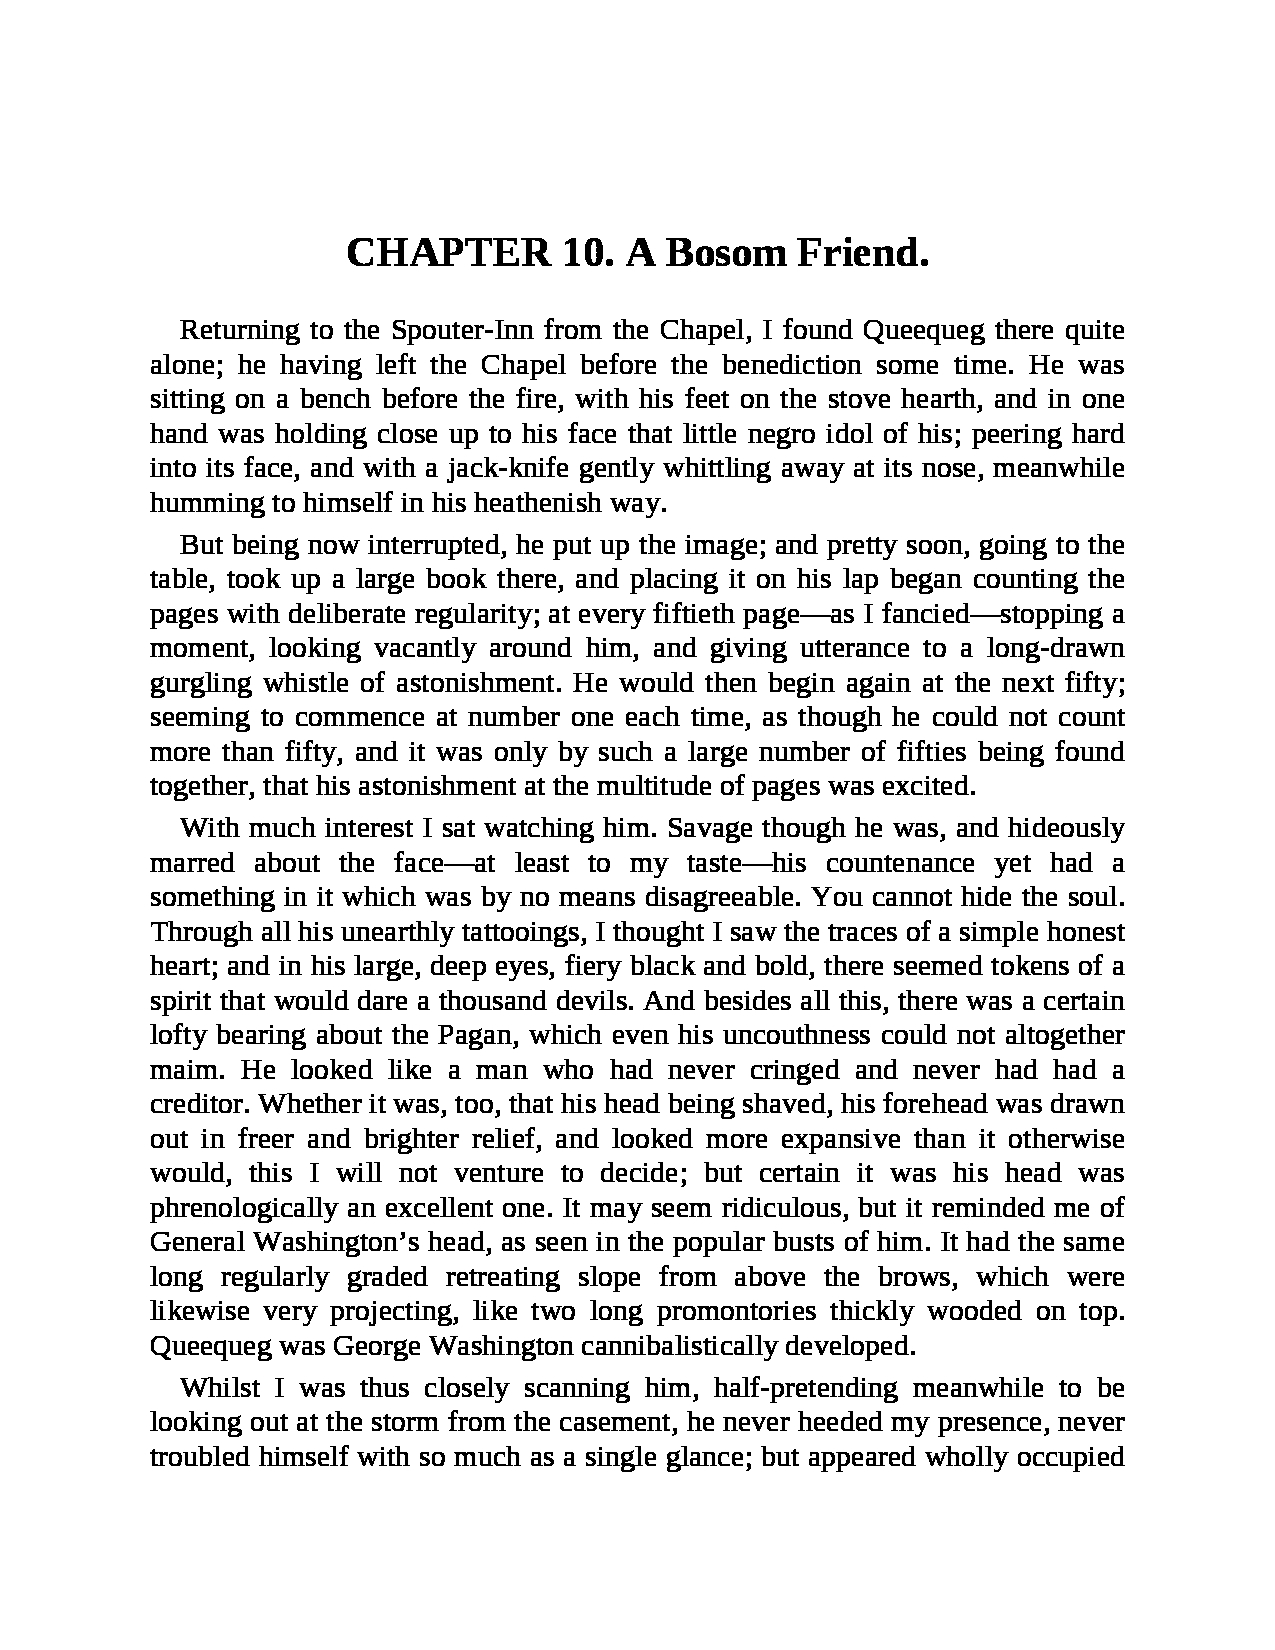 CHAPTER 10. A Bosom Friend.
Returning to the Spouter-Inn from the Chapel, I found Queequeg there quite
alone; he having left the Chapel before the benediction some time. He was
sitting on a bench before the fire, with his feet on the stove hearth, and in one
hand was holding close up to his face that little negro idol of his; peering hard
into its face, and with a jack-knife gently whittling away at its nose, meanwhile
humming to himself in his heathenish way.
But being now interrupted, he put up the image; and pretty soon, going to the
table, took up a large book there, and placing it on his lap began counting the
pages with deliberate regularity; at every fiftieth page—as I fancied—stopping a
moment, looking vacantly around him, and giving utterance to a long-drawn
gurgling whistle of astonishment. He would then begin again at the next fifty;
seeming to commence at number one each time, as though he could not count
more than fifty, and it was only by such a large number of fifties being found
together, that his astonishment at the multitude of pages was excited.
With much interest I sat watching him. Savage though he was, and hideously
marred about the face—at least to my taste—his countenance yet had a
something in it which was by no means disagreeable. You cannot hide the soul.
Through all his unearthly tattooings, I thought I saw the traces of a simple honest
heart; and in his large, deep eyes, fiery black and bold, there seemed tokens of a
spirit that would dare a thousand devils. And besides all this, there was a certain
lofty bearing about the Pagan, which even his uncouthness could not altogether
maim. He looked like a man who had never cringed and never had had a
creditor. Whether it was, too, that his head being shaved, his forehead was drawn
out in freer and brighter relief, and looked more expansive than it otherwise
would, this I will not venture to decide; but certain it was his head was
phrenologically an excellent one. It may seem ridiculous, but it reminded me of
General Washington’s head, as seen in the popular busts of him. It had the same
long regularly graded retreating slope from above the brows, which were
likewise very projecting, like two long promontories thickly wooded on top.
Queequeg was George Washington cannibalistically developed.
Whilst I was thus closely scanning him, half-pretending meanwhile to be
looking out at the storm from the casement, he never heeded my presence, never
troubled himself with so much as a single glance; but appeared wholly occupied